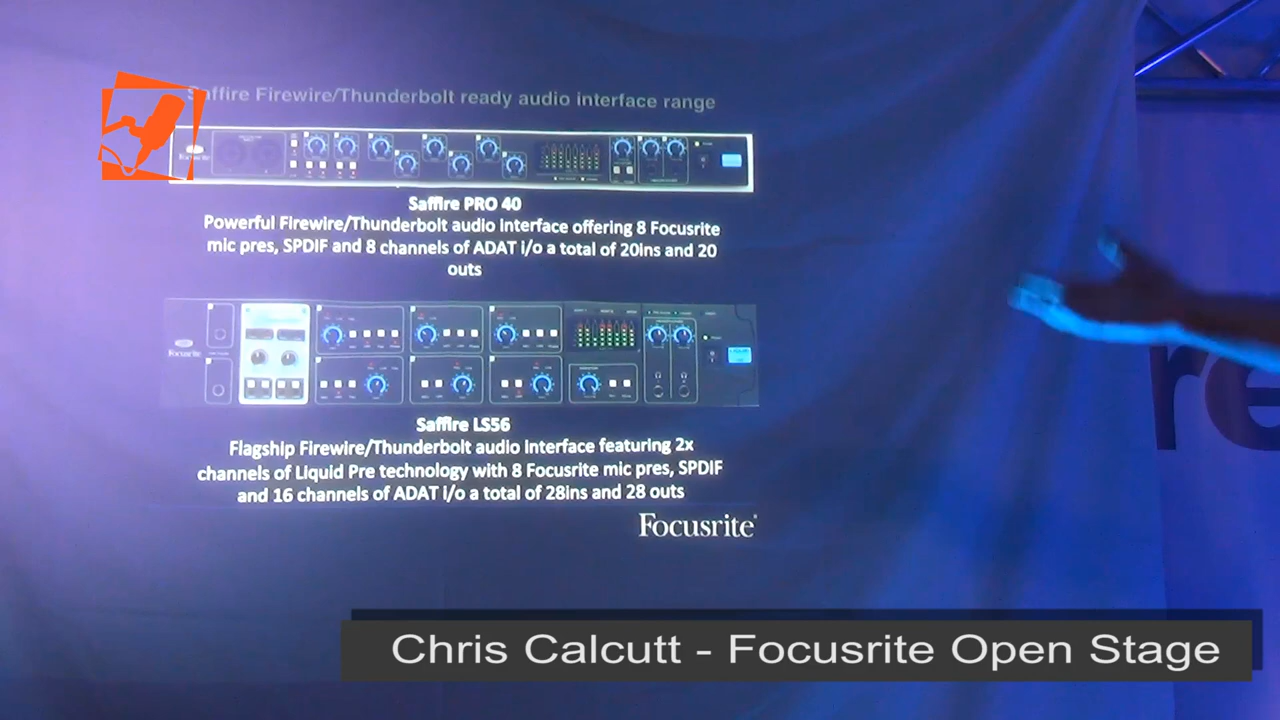 Saffire Firewire/Thunderbolt ready audio interface range
Focusrite
Saffire PRO 40
Powerful Firewire/Thunderbolt audio interface offering 8 Focusrite
mic pres, SPDIF and 8 channels of ADAT i/o a total of 20ins and 20
outs
Focusrite
Saffire LS56
Flagship Firewire/Thunderbolt audio interface featuring 2x
channels of Liquid Pre technology with 8 Focusrite mic pres, SPDIF
and 16 channels of ADAT i/o a total of 28ins and 28 outs
Focusrite
re
Chris Calcutt - Focusrite Open Stage